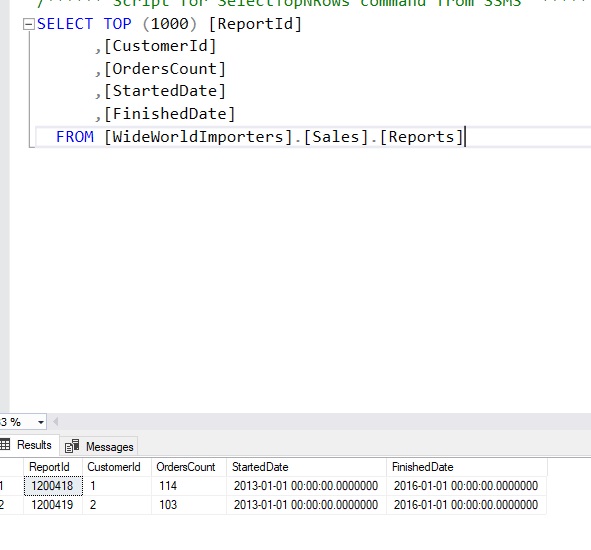 /****** Script for SelectTopNRows command from SSMS ******
SELECT TOP (1000) [ReportId]
,[CustomerId]
,[OrdersCount]
,[StartedDate]
,[FinishedDate]
FROM [WideWorldImporters].[Sales].[Reports]
3 %
Results Messages
ReportId CustomerId OrdersCount StartedDate FinishedDate
1 1200418 1 114 2013-01-01 00:00:00.0000000 2016-01-01 00:00:00.0000000
2 1200419 2 103 2013-01-01 00:00:00.0000000 2016-01-01 00:00:00.0000000